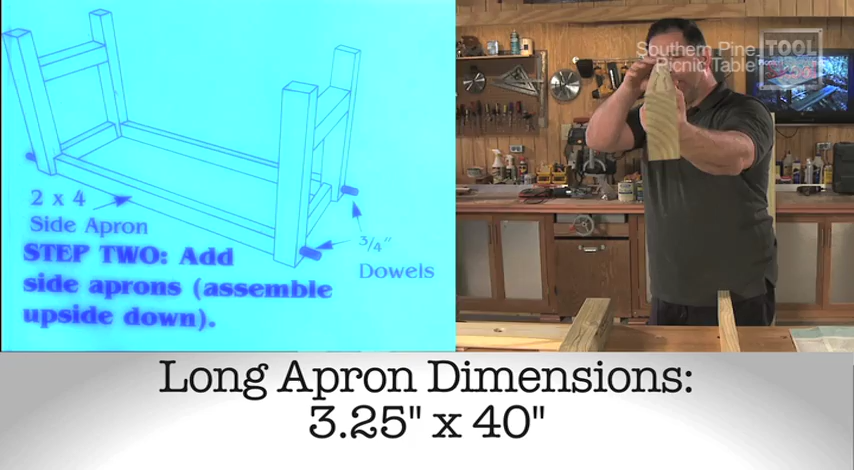 2 x 4
Side Apron
STEP TWO: Add
side aprons (assemble
upside down).
3/4"
Dowels
Southern Pine
Picnic Table
TOOL
Long Apron Dimensions:
3.25" x 40"